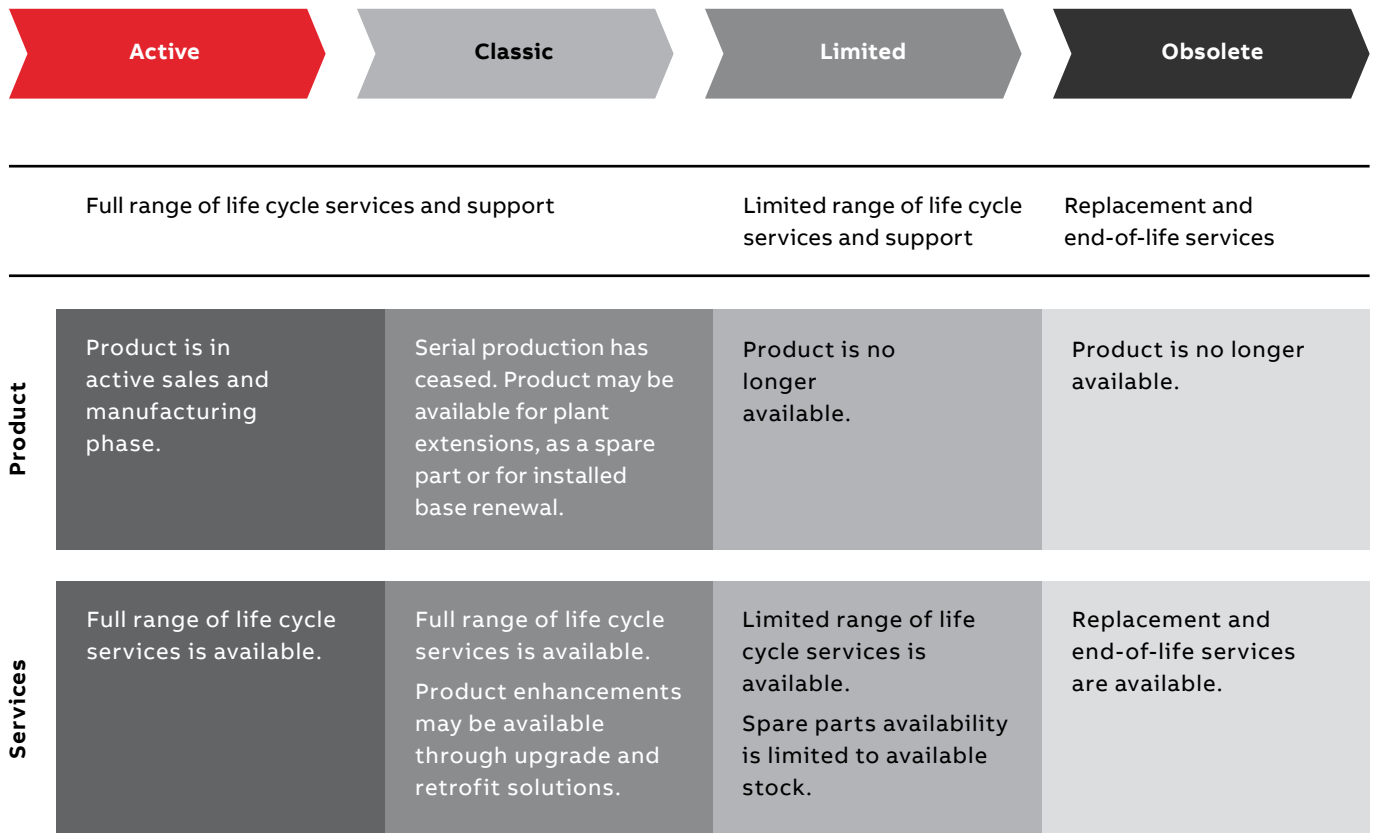 Active
Classic
Limited
Obsolete
Full range of life cycle services and support
Limited range of life cycle
services and support
Replacement and
end-of-life services
Product
Product is in
active sales and
manufacturing
phase.
Serial production has
ceased. Product may be
available for plant
extensions, as a spare
part or for installed
base renewal.
Product is no
longer
available.
Product is no longer
available.
Services
Full range of life cycle
services is available.
Full range of life cycle
services is available.
Product enhancements
may be available
through upgrade and
retrofit solutions.
Limited range of life
cycle services is
available.
Spare parts availability
is limited to available
stock.
Replacement and
end-of-life services
are available.